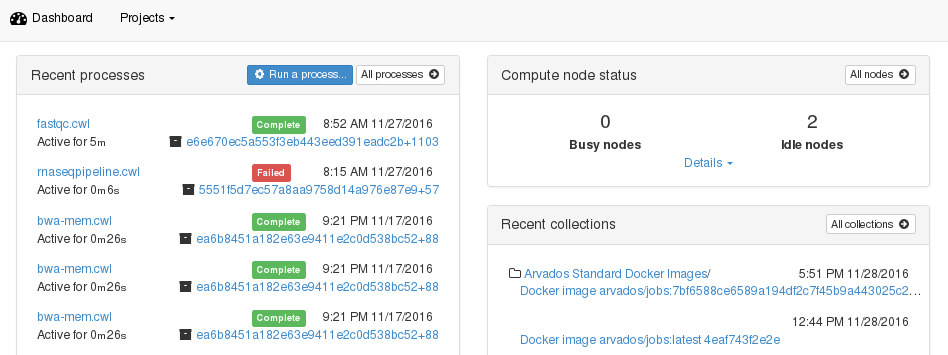 Dashboard Projects
Recent processes Run a process... All processes
fastqc.cwl Complete 8:52 AM 11/27/2016
Active for 5m e6e670ec5a553f3eb443eed391eadc2b+1103
rnaseqpipeline.cwl Failed 8:15 AM 11/27/2016
Active for 0m6s 5551f5d7ec57a8aa9758d14a976e87e9+57
bwa-mem.cwl Complete 9:21 PM 11/17/2016
Active for 0m26s ea6b8451a182e63e9411e2c0d538bc52+88
bwa-mem.cwl Complete 9:21 PM 11/17/2016
Active for 0m26s ea6b8451a182e63e9411e2c0d538bc52+88
bwa-mem.cwl Complete 9:21 PM 11/17/2016
Active for 0m26s ea6b8451a182e63e9411e2c0d538bc52+88
Compute node status All nodes
0 2
Busy nodes Idle nodes
Details
Recent collections All collections
Arvados Standard Docker Images/ 5:51 PM 11/28/2016
Docker image arvados/jobs:7bf6588ce6589a194df2c7f45b9a443025c2...
12:44 PM 11/28/2016
Docker image arvados/jobs:latest 4eaf743f2e2e